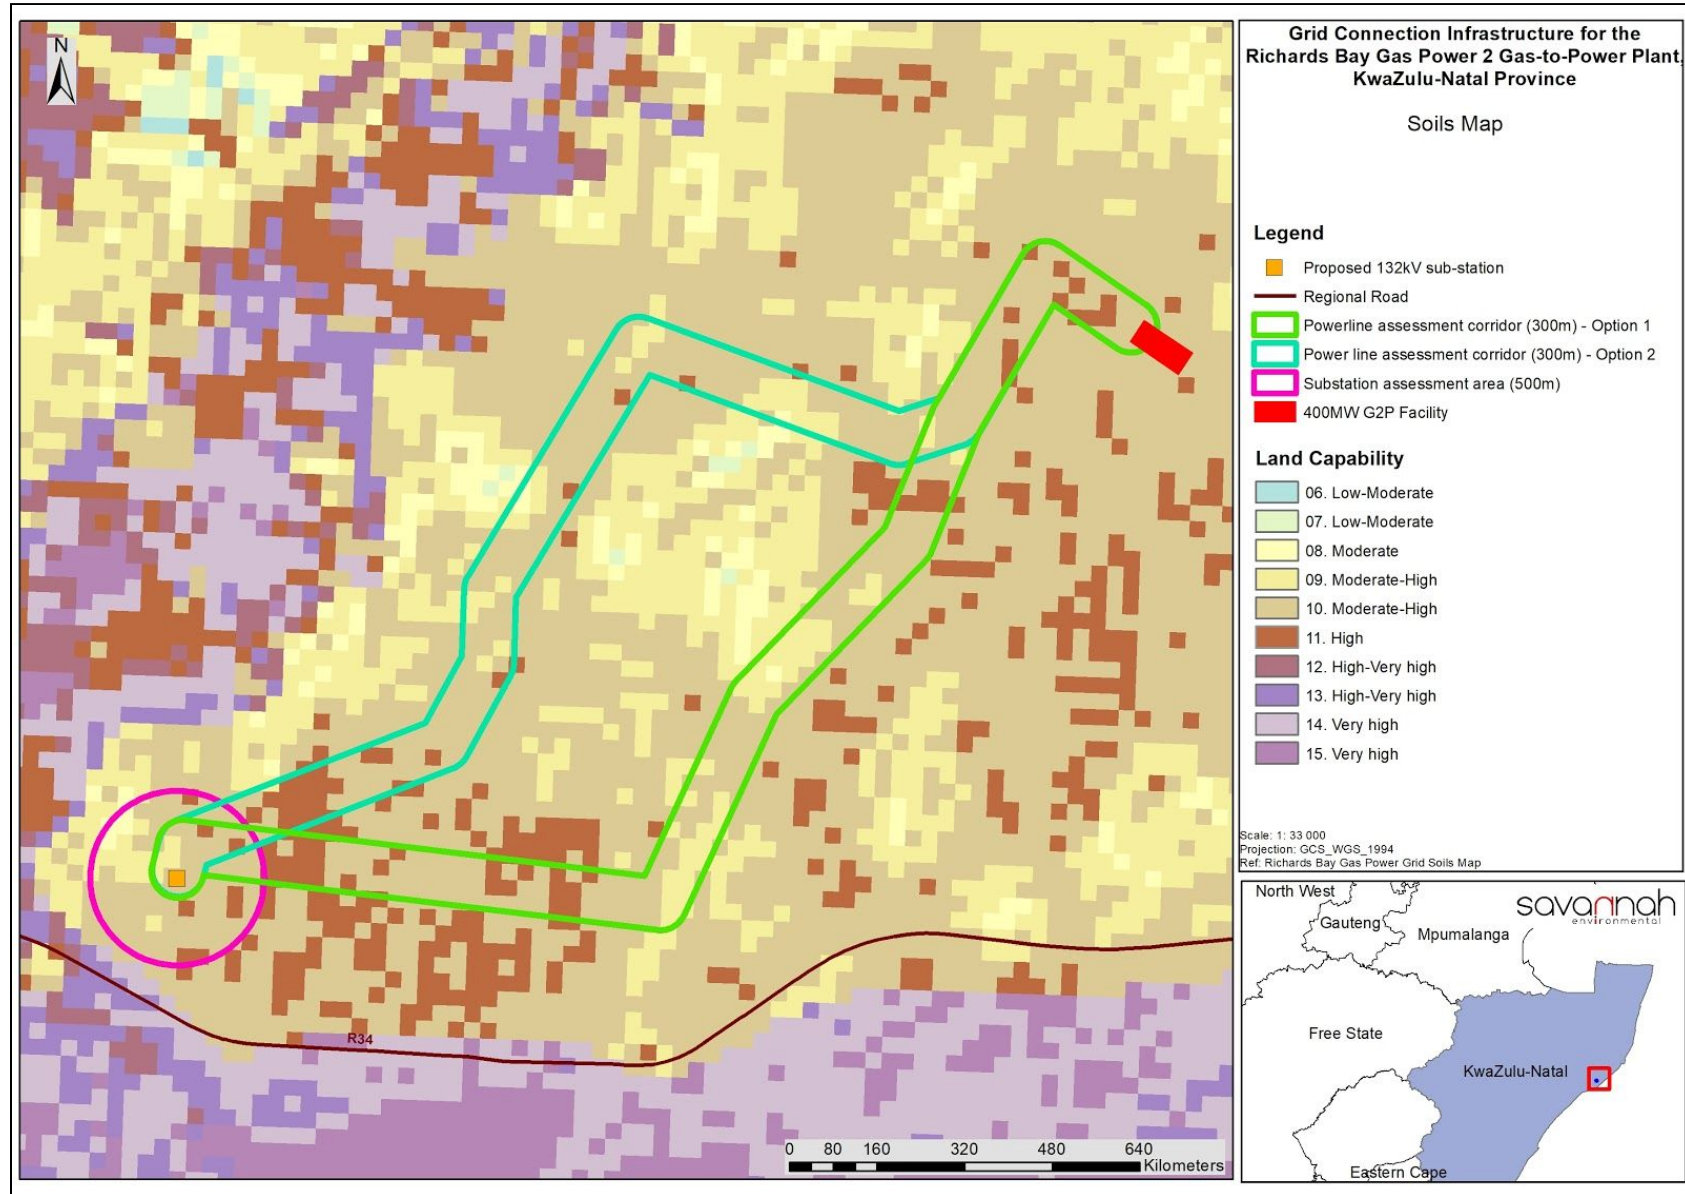 N
R34
0 80 160 320 480 640
Kilometers
Grid Connection Infrastructure for the
Richards Bay Gas Power 2 Gas-to-Power Plant,
KwaZulu-Natal Province
Soils Map
Legend
Proposed 132kV sub-station
Regional Road
Powerline assessment corridor (300m) - Option 1
Power line assessment corridor (300m) - Option 2
Substation assessment area (500m)
400MW G2P Facility
Land Capability
06. Low-Moderate
07. Low-Moderate
08. Moderate
09. Moderate-High
10. Moderate-High
11. High
12. High-Very high
13. High-Very high
14. Very high
15. Very high
Scale: 1: 33 000
Projection: GCS_WGS_1994
Ref: Richards Bay Gas Power Grid Soils Map
North West
savannah
environmental
Gauteng
Mpumalanga
Free State
KwaZulu-Natal
Eastern Cape